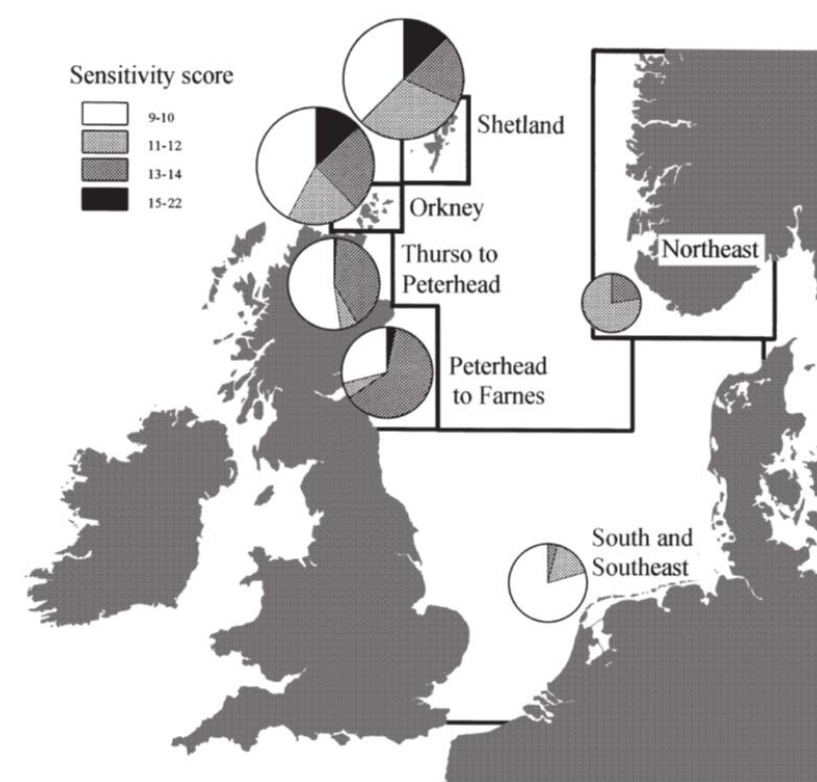 Sensitivity score
9-10
11-12
13-14
15-22
Shetland
Orkney
Thurso to
Peterhead
Northeast
Peterhead
to Farnes
South and
Southeast